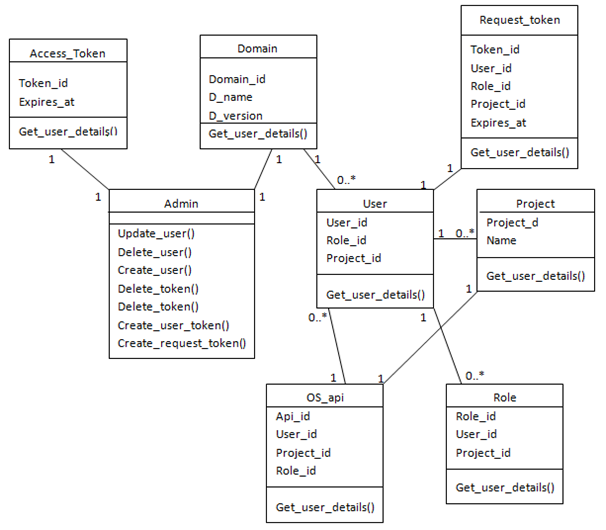 Request_token
Token_id
User_id
Role_id
Project_id
Expires_at
Get_user_details()
Access_Token
Token_id
Expires_at
Get_user_details()
Domain
Domain_id
D_name
D_version
Get_user_details()
1
1
1
1
1
1
0..*
1
1
Admin
Update_user()
Delete_user()
Create_user()
Delete_token()
Delete_token()
Create_user_token()
Create_request_token()
User
User_id
Role_id
Project_id
Get_user_details()
1
0..*
Project
Project_d
Name
Get_user_details()
0..*
1
1
1
1
0..*
OS_api
Api_id
User_id
Project_id
Role_id
Get_user_details()
Role
Role_id
User_id
Project_id
Get_user_details()